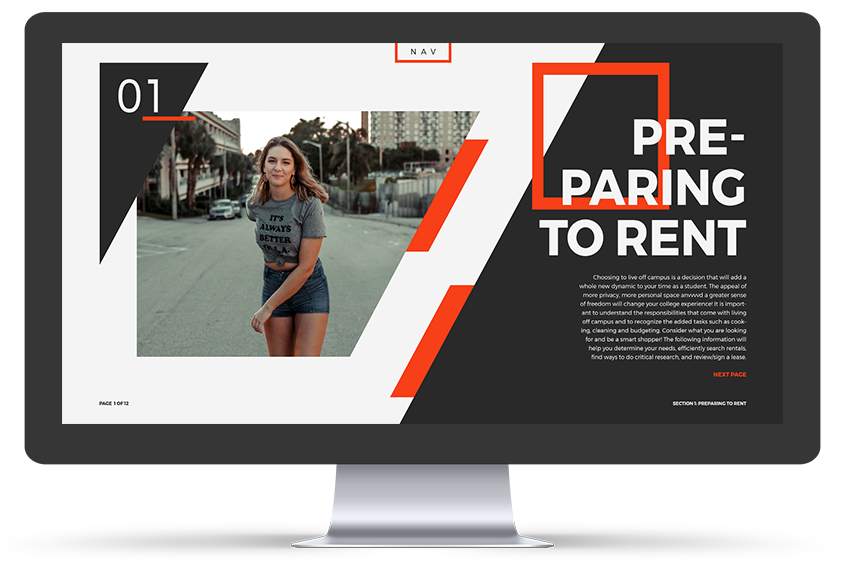 NAV
01
IT'S
ALWAYS
BETTER
PRE-
PARING
TO RENT
Choosing to live off campus is a decision that will add a
whole new dynamic to your time as a student. The appeal of
more privacy, more personal space anvvvd a greater sense
of freedom will change your college experience! It is import-
ant to understand the responsibilities that come with living
off campus and to recognize the added tasks such as cook-
ing, cleaning and budgeting. Consider what you are looking
for and be a smart shopper! The following information will
help you determine your needs, efficiently search rentals,
find ways to do critical research, and review/sign a lease.
NEXT PAGE
PAGE 1 OF 12
SECTION 1: PREPARING TO RENT